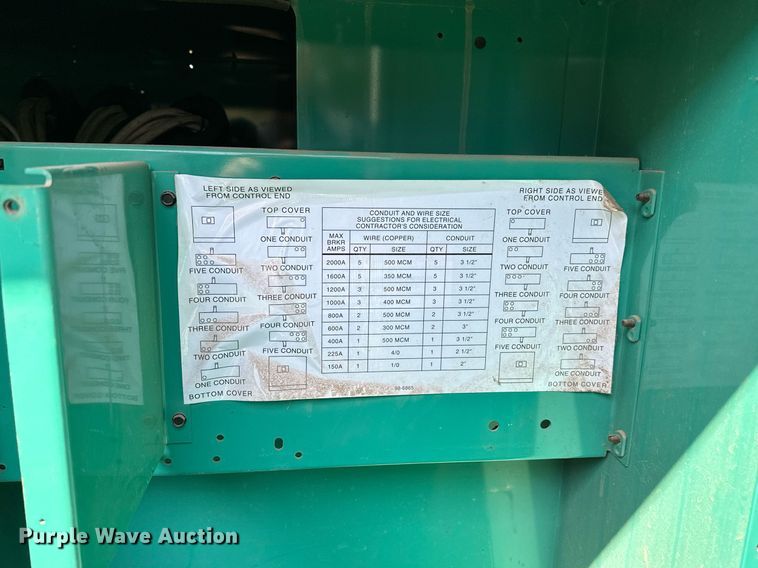 LEFT SIDE AS VIEWED
FROM CONTROL END
TOP COVER
ONE CONDUIT
FIVE CONDUIT
TWO CONDUIT
FOUR CONDUIT
THREE CONDUIT
THREE CONDUIT
FOUR CONDUIT
TWO CONDUIT
FIVE CONDUIT
ONE CONDUIT
BOTTOM COVER
CONDUIT AND WIRE SIZE
SUGGESTIONS FOR ELECTRICAL
CONTRACTOR'S CONSIDERATION
MAX BRKR AMPS WIRE (COPPER) CONDUIT
QTY SIZE QTY SIZE
2000A 5 500 MCM 5 3 1/2"
1600A 5 350 MCM 5 3 1/2"
1200A 3 500 MCM 3 3 1/2"
1000A 3 400 MCM 3 3 1/2"
800A 2 500 MCM 2 3 1/2"
600A 2 300 MCM 2 3"
400A 1 500 MCM 1 3 1/2"
225A 1 4/0 1 2 1/2"
150A 1 1/0 1 2"
98-6865
RIGHT SIDE AS VIEWED
FROM CONTROL END
TOP COVER
ONE CONDUIT
FIVE CONDUIT
TWO CONDUIT
FOUR CONDUIT
THREE CONDUIT
THREE CONDUIT
FOUR CONDUIT
TWO CONDUIT
FIVE CONDUIT
ONE CONDUIT
BOTTOM COVER
Purple Wave Auction